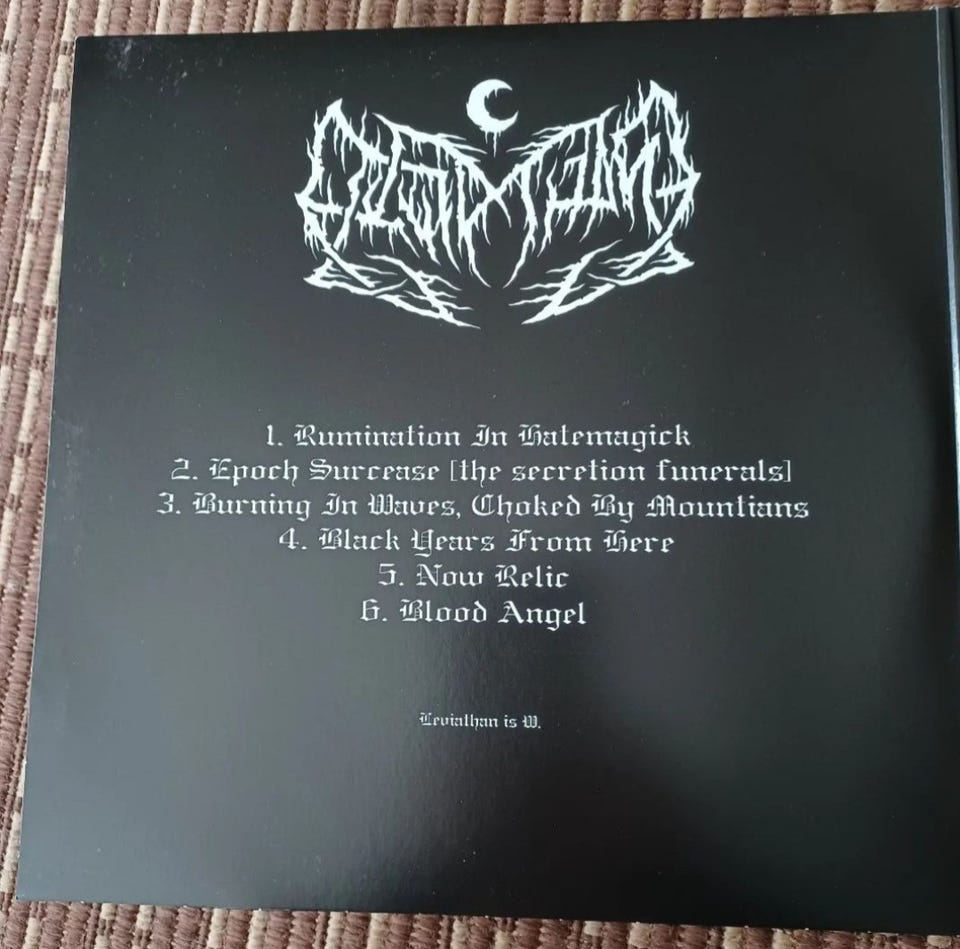 Leviathan
1. Rumination In Hatemagick
2. Epoch Surcease [the secretion funerals]
3. Burning In Waves, Choked By Mountians
4. Black Years From Here
5. Now Relic
6. Blood Angel
Leviathan is W.